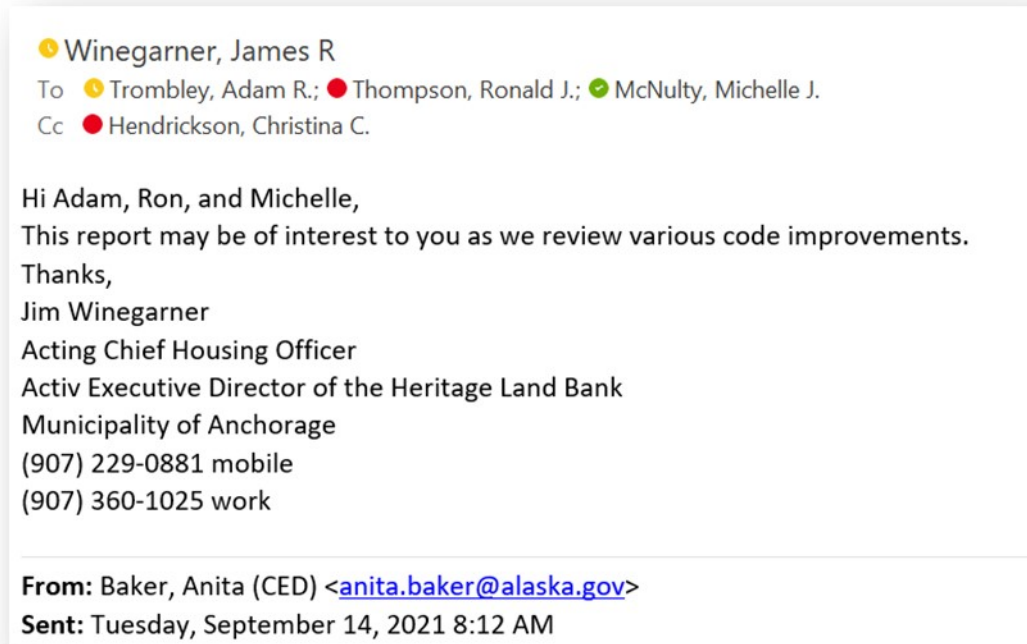 Winegarner, James R
To Trombley, Adam R.; Thompson, Ronald J.; McNulty, Michelle J.
Cc Hendrickson, Christina C.
Hi Adam, Ron, and Michelle,
This report may be of interest to you as we review various code improvements.
Thanks,
Jim Winegarner
Acting Chief Housing Officer
Activ Executive Director of the Heritage Land Bank
Municipality of Anchorage
(907) 229-0881 mobile
(907) 360-1025 work
From: Baker, Anita (CED) <anita.baker@alaska.gov>
Sent: Tuesday, September 14, 2021 8:12 AM